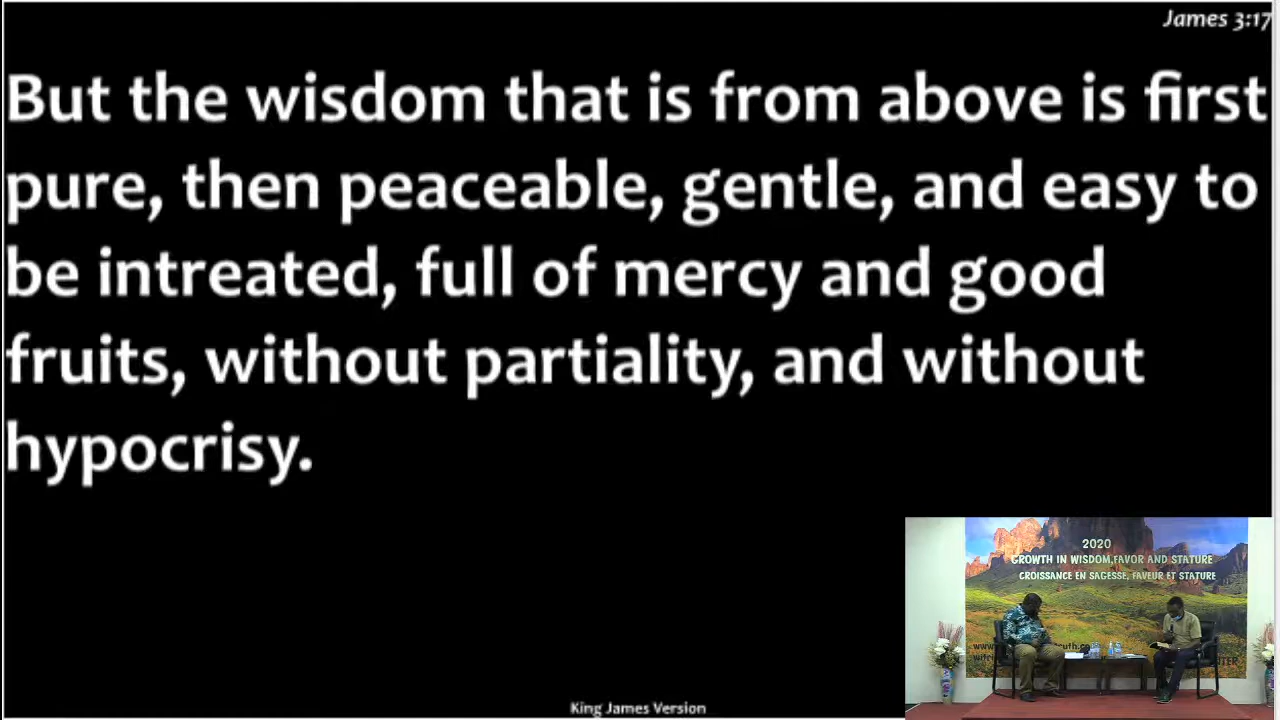 James 3:17
But the wisdom that is from above is first
pure, then peaceable, gentle, and easy to
be intreated, full of mercy and good
fruits, without partiality, and without
hypocrisy.
2020
GROWTH IN WISDOM,FAVOR AND STATURE
CROISSANCE EN SAGESSE, FAVEUR ET STATURE
King James Version